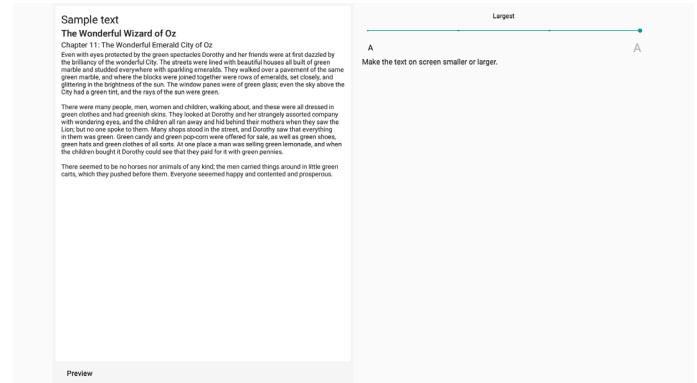 Sample text
The Wonderful Wizard of Oz
Chapter 11: The Wonderful Emerald City of Oz
Even with eyes protected by the green spectacles Dorothy and her friends were at first dazzled by
the brilliancy of the wonderful City. The streets were lined with beautiful houses all built of green
marble and studded everywhere with sparkling emeralds. They walked over a pavement of the same
green marble, and where the blocks were joined together were rows of emeralds, set closely, and
glittering in the brightness of the sun. The window panes were of green glass; even the sky above the
City had a green tint, and the rays of the sun were green.
There were many people, men, women and children, walking about, and these were all dressed in
green clothes and had greenish skins. They looked at Dorothy and her strangely assorted company
with wondering eyes, and the children all ran away and hid behind their mothers when they saw the
Lion; but no one spoke to them. Many shops stood in the street, and Dorothy saw that everything
in them was green. Green candy and green pop-corn were offered for sale, as well as green shoes,
green hats and green clothes of all sorts. At one place a man was selling green lemonade, and when
the children bought it Dorothy could see that they paid for it with green pennies.
There seemed to be no horses nor animals of any kind; the men carried things around in little green
carts, which they pushed before them. Everyone seeemed happy and contented and prosperous.
Preview
Largest
A A
Make the text on screen smaller or larger.